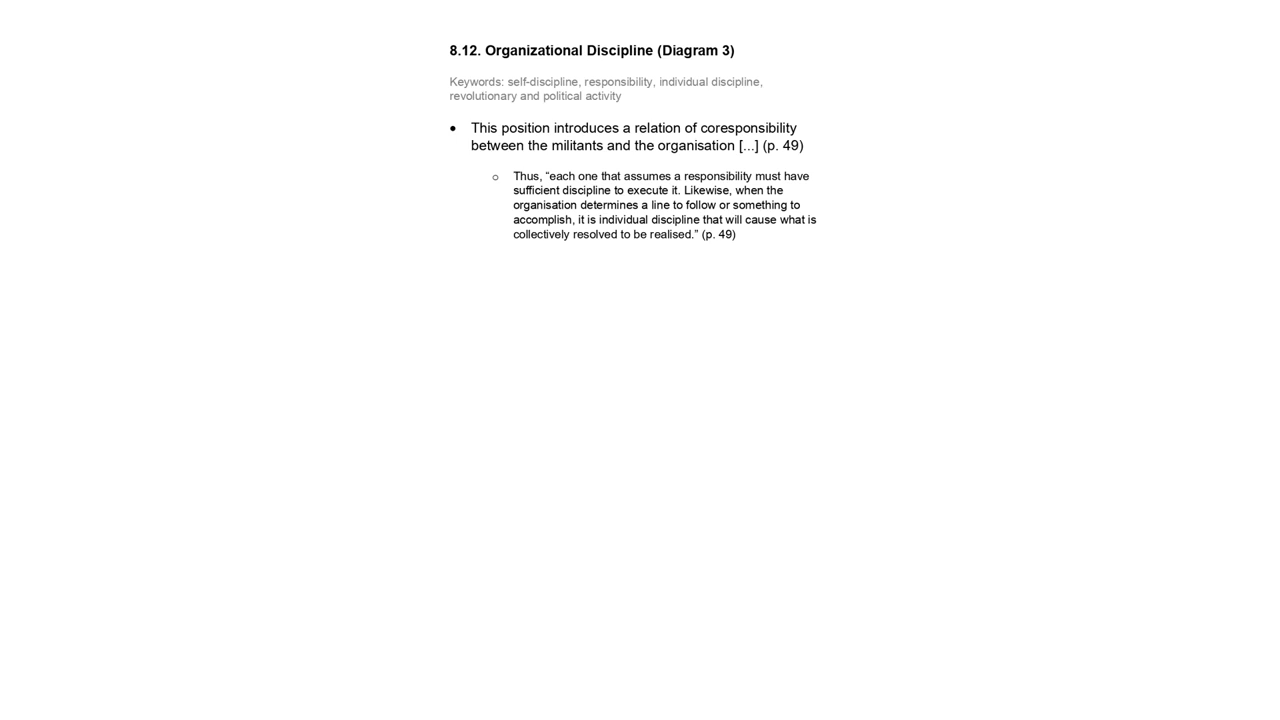 8.12. Organizational Discipline (Diagram 3)
Keywords: self-discipline, responsibility, individual discipline,
revolutionary and political activity
• This position introduces a relation of coresponsibility
between the militants and the organisation [...] (p. 49)
o Thus, “each one that assumes a responsibility must have
sufficient discipline to execute it. Likewise, when the
organisation determines a line to follow or something to
accomplish, it is individual discipline that will cause what is
collectively resolved to be realised.” (p. 49)